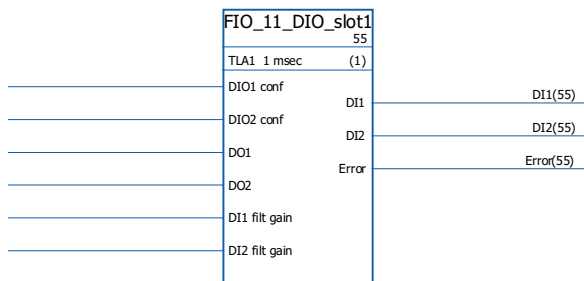 FIO_11_DIO_slot1
55
TLA1 1 msec (1)
DIO1 conf
DI1 DI1(55)
DIO2 conf
DI2 DI2(55)
DO1
Error Error(55)
DO2
DI1 filt gain
DI2 filt gain